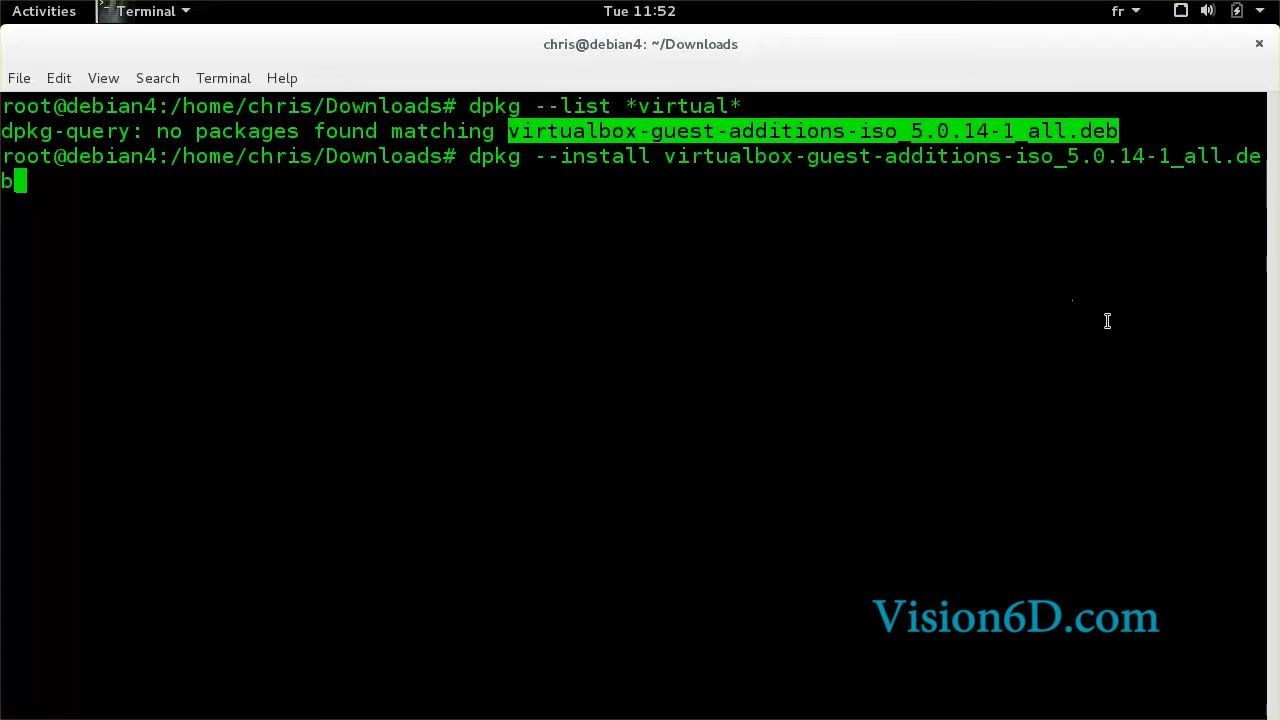 Activities Terminal Tue 11:52 fr
chris@debian4: ~/Downloads ×
File Edit View Search Terminal Help
root@debian4:/home/chris/Downloads# dpkg --list *virtual*
dpkg-query: no packages found matching virtualbox-guest-additions-iso_5.0.14-1_all.deb
root@debian4:/home/chris/Downloads# dpkg --install virtualbox-guest-additions-iso_5.0.14-1_all.de
b
Vision6D.com